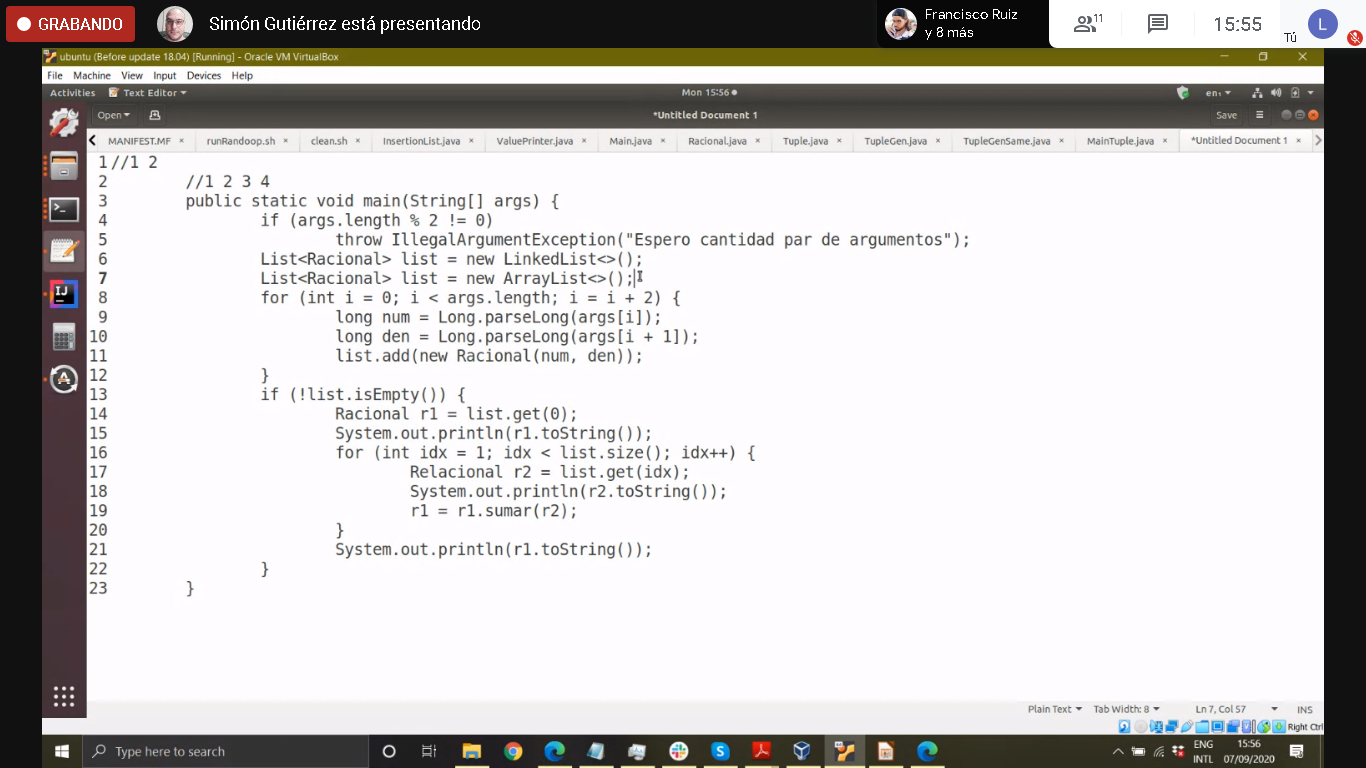 GRABANDO
Simón Gutiérrez está presentando
Francisco Ruiz
y 8 más
11
15:55
Tú
L
ubuntu (Before update 18.04) [Running] - Oracle VM VirtualBox
File Machine View Input Devices Help
Activities Text Editor Mon 15:56 en₁
Open *Untitled Document 1 Save
MANIFEST.MF × runRandoop.sh × clean.sh × InsertionList.java × ValuePrinter.java × Main.java × Racional.java × Tuple.java × TupleGen.java × TupleGenSame.java × MainTuple.java × *Untitled Document 1 ×
1 //1 2
2 //1 2 3 4
3 public static void main(String[] args) {
4 if (args.length % 2 != 0)
5 throw IllegalArgumentException("Espero cantidad par de argumentos");
6 List<Racional> list = new LinkedList<>();
7 List<Racional> list = new ArrayList<>();
8 for (int i = 0; i < args.length; i = i + 2) {
9 long num = Long.parseLong(args[i]);
10 long den = Long.parseLong(args[i + 1]);
11 list.add(new Racional(num, den));
12 }
13 if (!list.isEmpty()) {
14 Racional r1 = list.get(0);
15 System.out.println(r1.toString());
16 for (int idx = 1; idx < list.size(); idx++) {
17 Relacional r2 = list.get(idx);
18 System.out.println(r2.toString());
19 r1 = r1.sumar(r2);
20 }
21 System.out.println(r1.toString());
22 }
23 }
Plain Text Tab Width: 8 Ln 7, Col 57 INS
Right Ctrl
Type here to search
ENG
INTL
15:56
07/09/2020